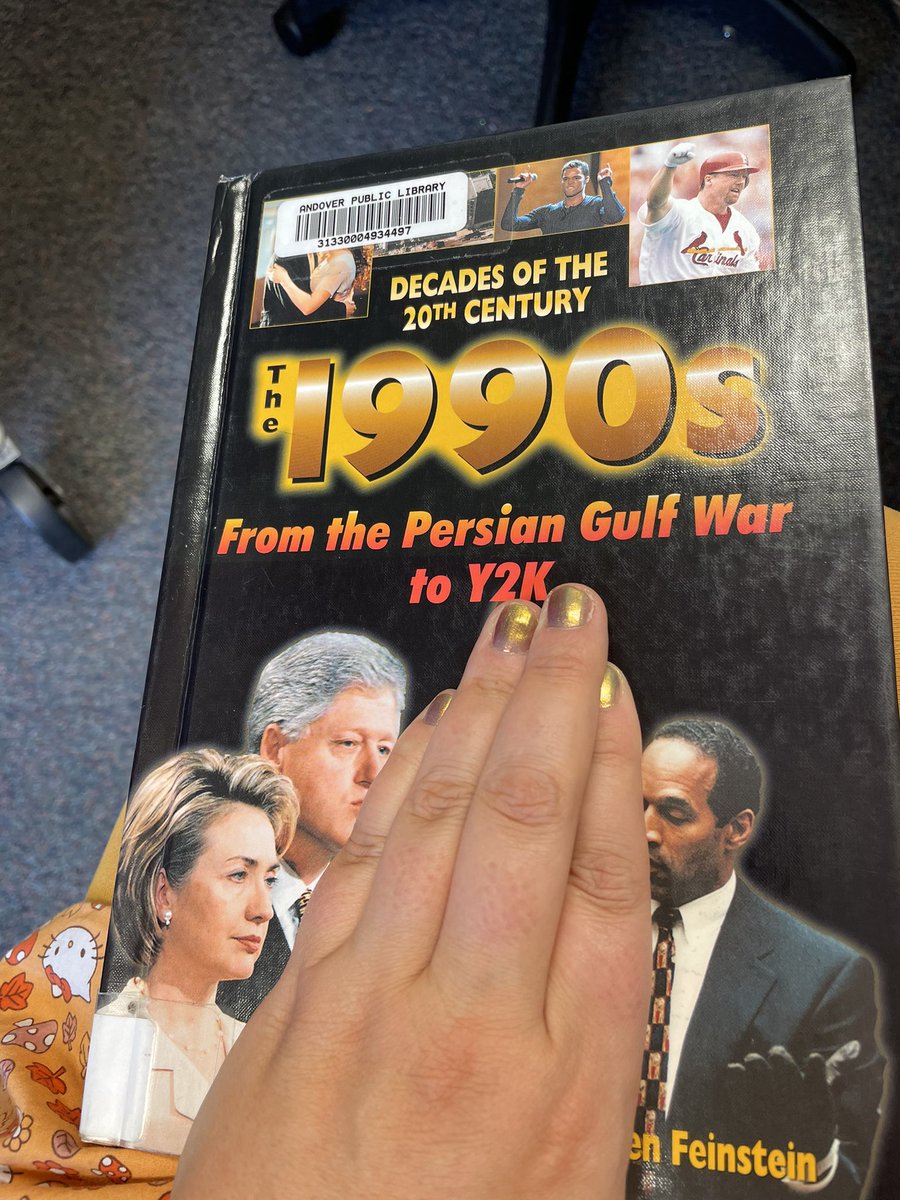 ANDOVER PUBLIC LIBRARY
31330004934497
Cardinals
DECADES OF THE
20TH CENTURY
The 1990s
From the Persian Gulf War
to Y2K
en Feinstein